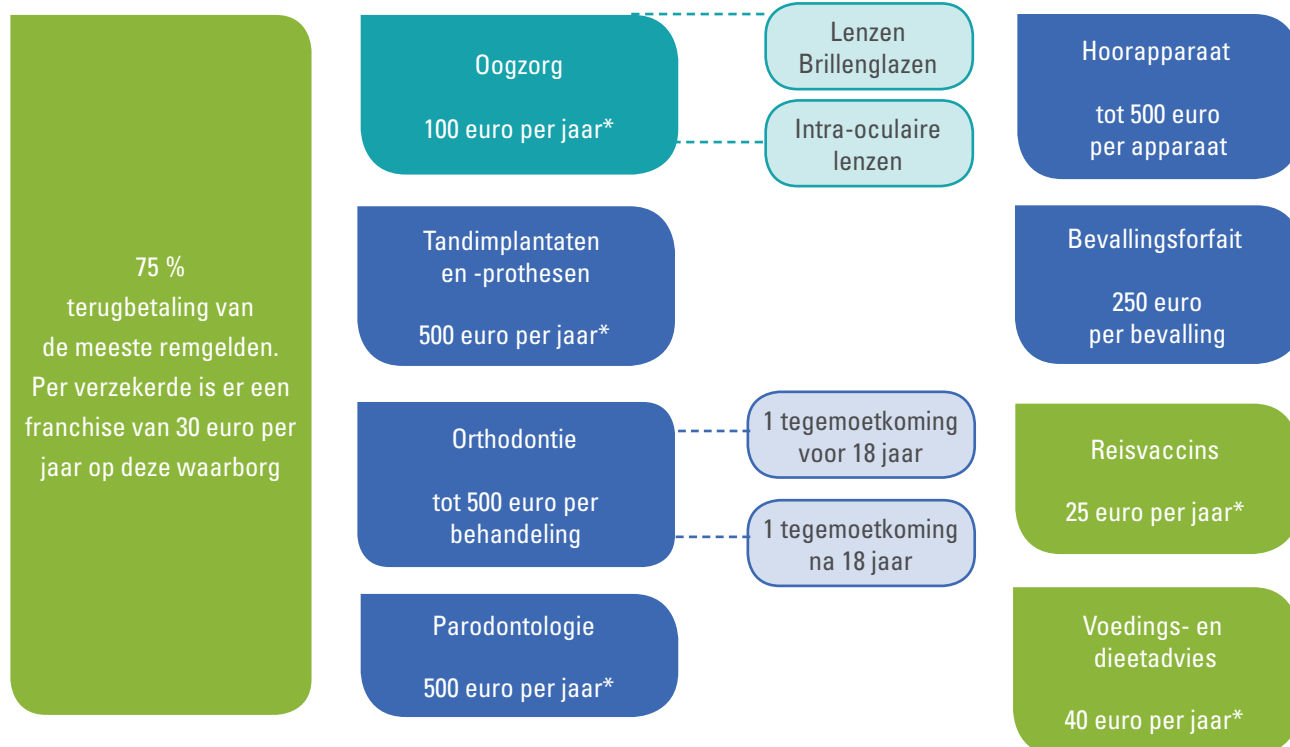 75 %
terugbetaling van
de meeste remgelden.
Per verzekerde is er een
franchise van 30 euro per
jaar op deze waarborg
Oogzorg
100 euro per jaar*
Lenzen
Brillenglazen
Intra-oculaire
lenzen
Tandimplantaten
en -prothesen
500 euro per jaar*
Orthodontie
tot 500 euro per
behandeling
1 tegemoetkoming
voor 18 jaar
1 tegemoetkoming
na 18 jaar
Parodontologie
500 euro per jaar*
Hoorapparaat
tot 500 euro
per apparaat
Bevallingsforfait
250 euro
per bevalling
Reisvaccins
25 euro per jaar*
Voedings- en
dieetadvies
40 euro per jaar*